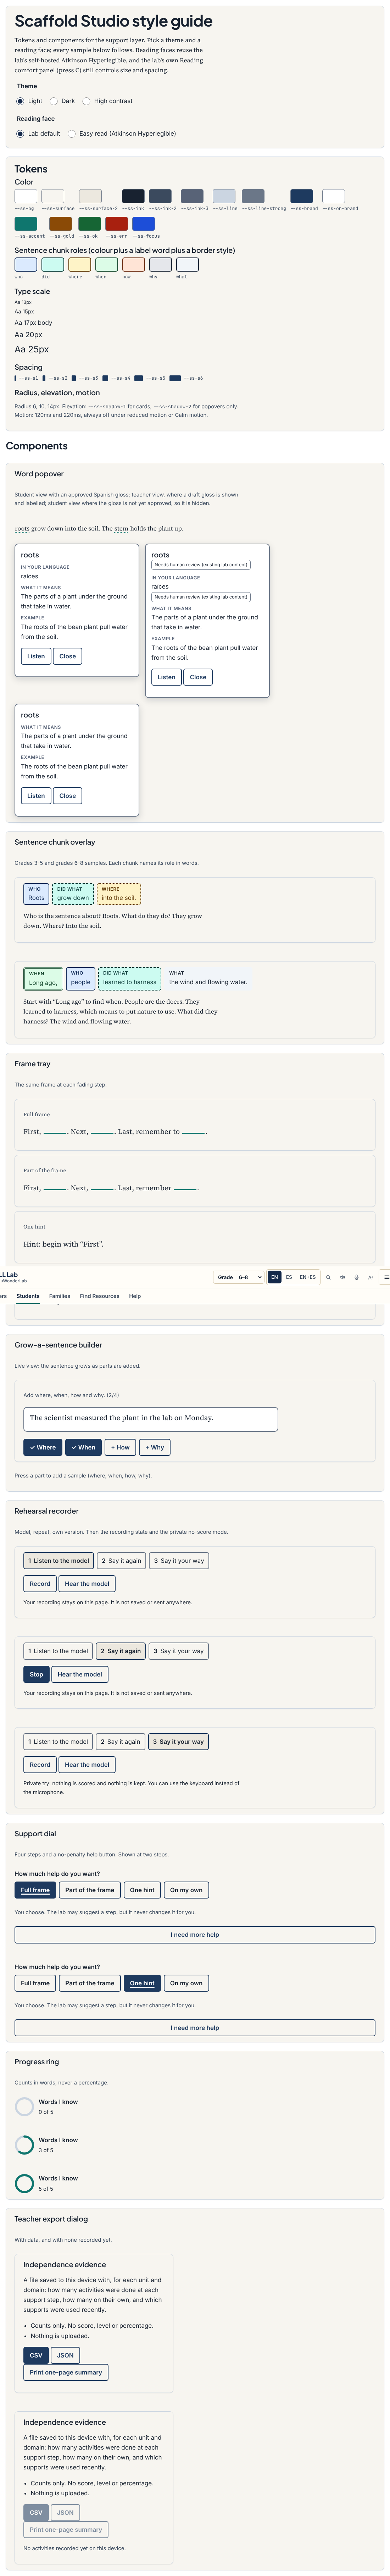 Scaffold Studio style guide
Tokens and components for the support layer. Pick a theme and a
reading face; every sample below follows. Reading faces reuse the
lab's self-hosted Atkinson Hyperlegible, and the lab's own Reading
comfort panel (press C) still controls size and spacing.
Theme
Light Dark High contrast
Reading face
Lab default Easy read (Atkinson Hyperlegible)
Tokens
Color
--ss-bg --ss-surface --ss-surface-2 --ss-ink --ss-ink-2 --ss-ink-3 --ss-line --ss-line-strong --ss-brand --ss-on-brand
--ss-accent --ss-gold --ss-ok --ss-err --ss-focus
Sentence chunk roles (colour plus a label word plus a border style)
who did where when how why what
Type scale
Aa 13px
Aa 15px
Aa 17px body
Aa 20px
Aa 25px
Spacing
--ss-s1 --ss-s2 --ss-s3 --ss-s4 --ss-s5 --ss-s6
Radius, elevation, motion
Radius 6, 10, 14px. Elevation: --ss-shadow-1 for cards, --ss-shadow-2 for popovers only.
Motion: 120ms and 220ms, always off under reduced motion or Calm motion.
Components
Word popover
Student view with an approved Spanish gloss; teacher view, where a draft gloss is shown
and labelled; student view where the gloss is not yet approved, so it is hidden.
roots grow down into the soil. The stem holds the plant up.
roots
IN YOUR LANGUAGE
raíces
WHAT IT MEANS
The parts of a plant under the ground
that take in water.
EXAMPLE
The roots of the bean plant pull water
from the soil.
Listen Close
roots
Needs human review (existing lab content)
IN YOUR LANGUAGE
raíces
Needs human review (existing lab content)
WHAT IT MEANS
The parts of a plant under the ground
that take in water.
EXAMPLE
The roots of the bean plant pull water
from the soil.
Listen Close
roots
WHAT IT MEANS
The parts of a plant under the ground
that take in water.
EXAMPLE
The roots of the bean plant pull water
from the soil.
Listen Close
Sentence chunk overlay
Grades 3-5 and grades 6-8 samples. Each chunk names its role in words.
WHO DID WHAT WHERE
Roots grow down into the soil.
Who is the sentence about? Roots. What do they do? They grow
down. Where? Into the soil.
WHEN WHO DID WHAT WHAT
Long ago, people learned to harness the wind and flowing water.
Start with “Long ago” to find when. People are the doers. They
learned to harness, which means to put nature to use. What did they
harness? The wind and flowing water.
Frame tray
The same frame at each fading step.
Full frame
First, ______. Next, ______. Last, remember to ______.
Part of the frame
First, ______. Next, ______. Last, remember ______.
One hint
Hint: begin with “First”.
LL Lab
Grade 6–8 EN ES EN+ES
Students Families Find Resources Help
Grow-a-sentence builder
Live view: the sentence grows as parts are added.
Add where, when, how and why. (2/4)
The scientist measured the plant in the lab on Monday.
✓ Where ✓ When + How + Why
Press a part to add a sample (where, when, how, why).
Rehearsal recorder
Model, repeat, own version. Then the recording state and the private no-score mode.
1 Listen to the model 2 Say it again 3 Say it your way
Record Hear the model
Your recording stays on this page. It is not saved or sent anywhere.
1 Listen to the model 2 Say it again 3 Say it your way
Stop Hear the model
Your recording stays on this page. It is not saved or sent anywhere.
1 Listen to the model 2 Say it again 3 Say it your way
Record Hear the model
Private try: nothing is scored and nothing is kept. You can use the keyboard instead of
the microphone.
Support dial
Four steps and a no-penalty help button. Shown at two steps.
How much help do you want?
Full frame Part of the frame One hint On my own
You choose. The lab may suggest a step, but it never changes it for you.
I need more help
How much help do you want?
Full frame Part of the frame One hint On my own
You choose. The lab may suggest a step, but it never changes it for you.
I need more help
Progress ring
Counts in words, never a percentage.
Words I know
0 of 5
Words I know
3 of 5
Words I know
5 of 5
Teacher export dialog
With data, and with none recorded yet.
Independence evidence
A file saved to this device with, for each unit and
domain: how many activities were done at each
support step, how many on their own, and which
supports were used recently.
• Counts only. No score, level or percentage.
• Nothing is uploaded.
CSV JSON
Print one-page summary
Independence evidence
A file saved to this device with, for each unit and
domain: how many activities were done at each
support step, how many on their own, and which
supports were used recently.
• Counts only. No score, level or percentage.
• Nothing is uploaded.
CSV JSON
Print one-page summary
No activities recorded yet on this device.